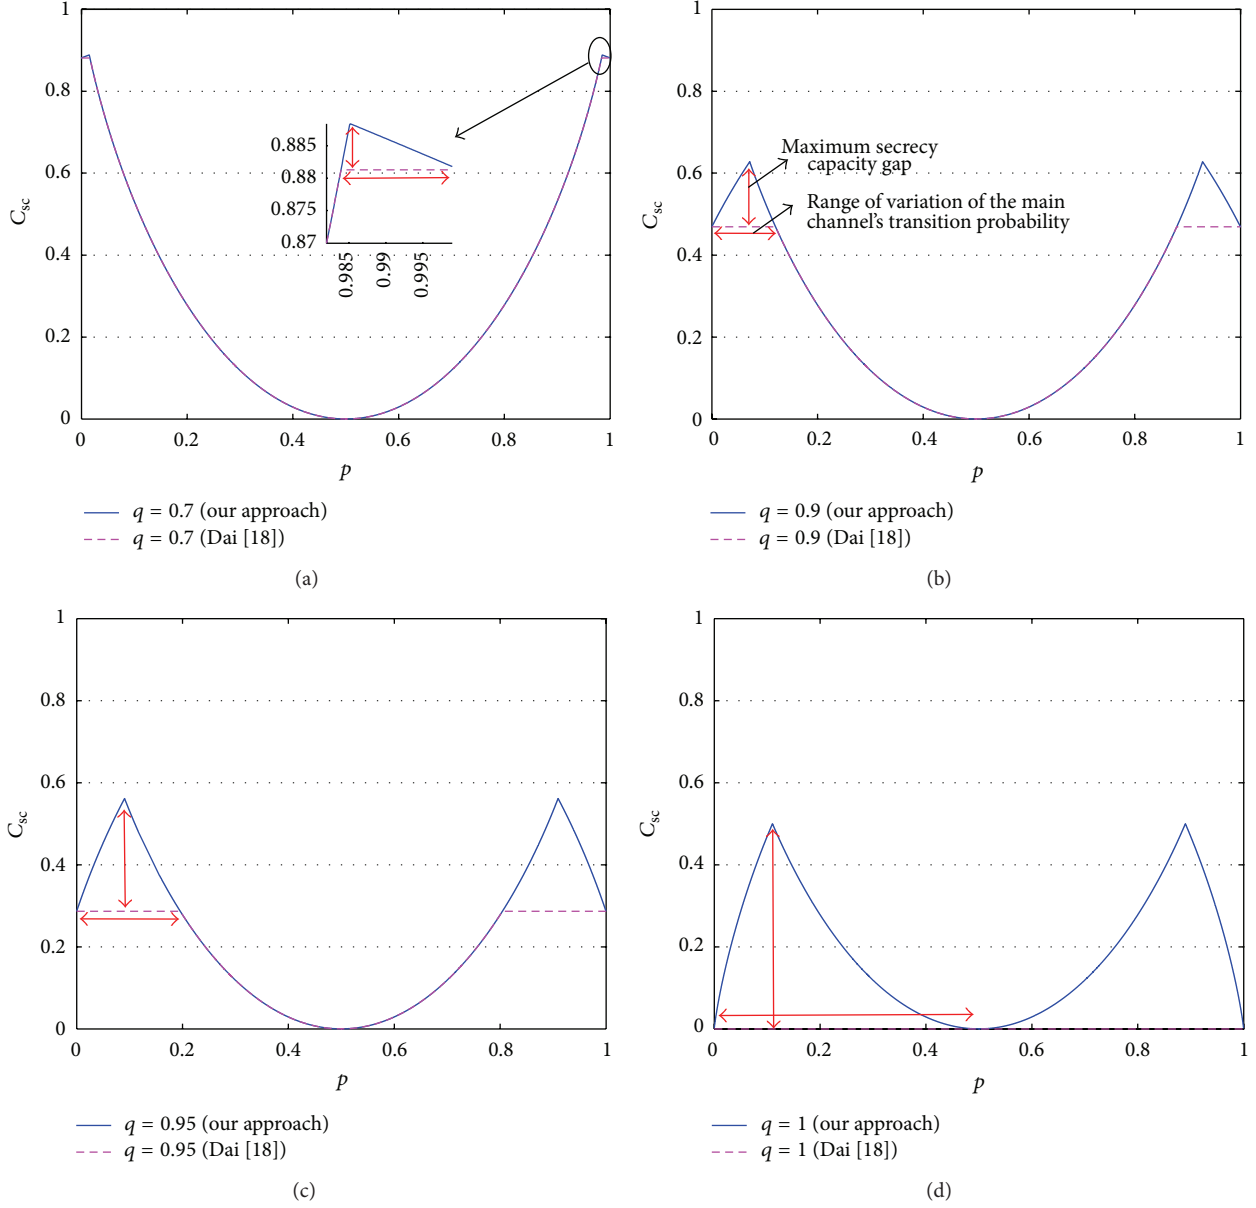 1
0.8
0.6
0.4
0.2
0
C_sc
0.885
0.88
0.875
0.87
0.985
0.99
0.995
0
0.2
0.4
0.6
0.8
1
p
q = 0.7 (our approach)
q = 0.7 (Dai [18])
(a)
1
0.8
0.6
0.4
0.2
0
C_sc
Maximum secrecy
capacity gap
Range of variation of the main
channel's transition probability
0
0.2
0.4
0.6
0.8
1
p
q = 0.9 (our approach)
q = 0.9 (Dai [18])
(b)
1
0.8
0.6
0.4
0.2
0
C_sc
0
0.2
0.4
0.6
0.8
1
p
q = 0.95 (our approach)
q = 0.95 (Dai [18])
(c)
1
0.8
0.6
0.4
0.2
0
C_sc
0
0.2
0.4
0.6
0.8
1
p
q = 1 (our approach)
q = 1 (Dai [18])
(d)